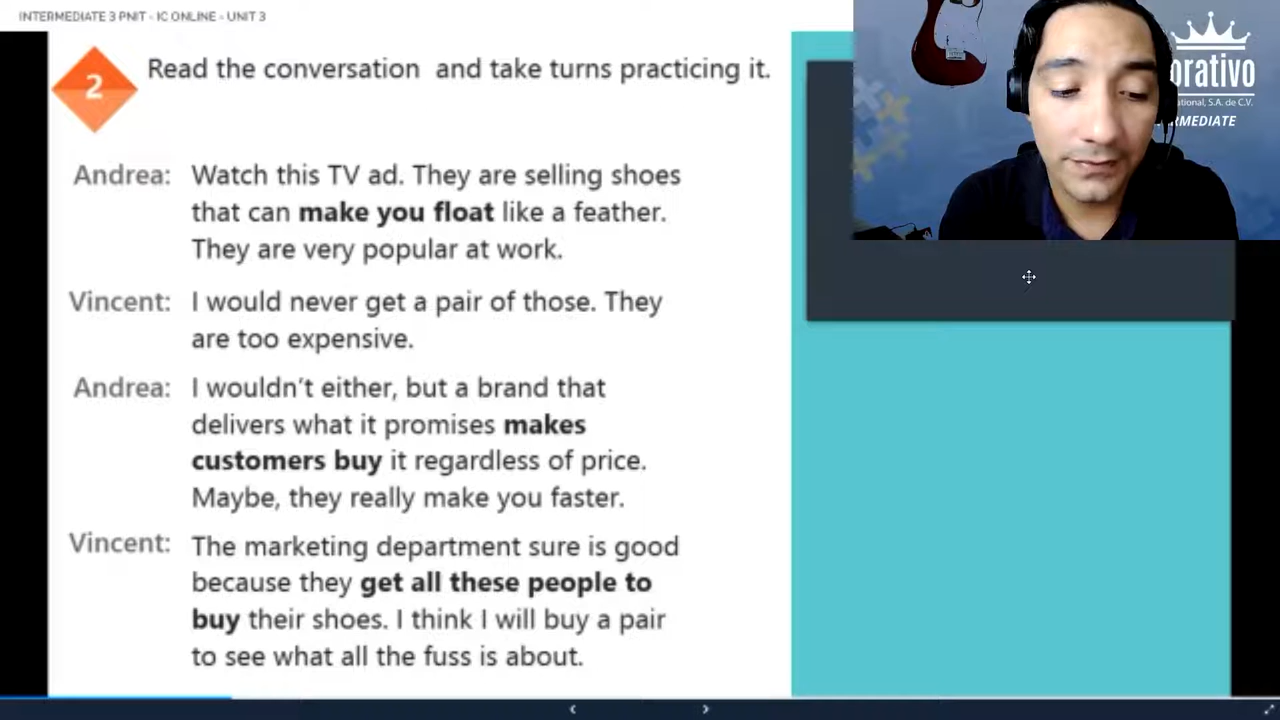 INTERMEDIATE 3 PNIT - IC ONLINE - UNIT 3
2
Read the conversation and take turns practicing it.
Andrea: Watch this TV ad. They are selling shoes
that can make you float like a feather.
They are very popular at work.
Vincent: I would never get a pair of those. They
are too expensive.
Andrea: I wouldn't either, but a brand that
delivers what it promises makes
customers buy it regardless of price.
Maybe, they really make you faster.
Vincent: The marketing department sure is good
because they get all these people to
buy their shoes. I think I will buy a pair
to see what all the fuss is about.
orativo
ational, S.A. de C.V.
RMEDIATE